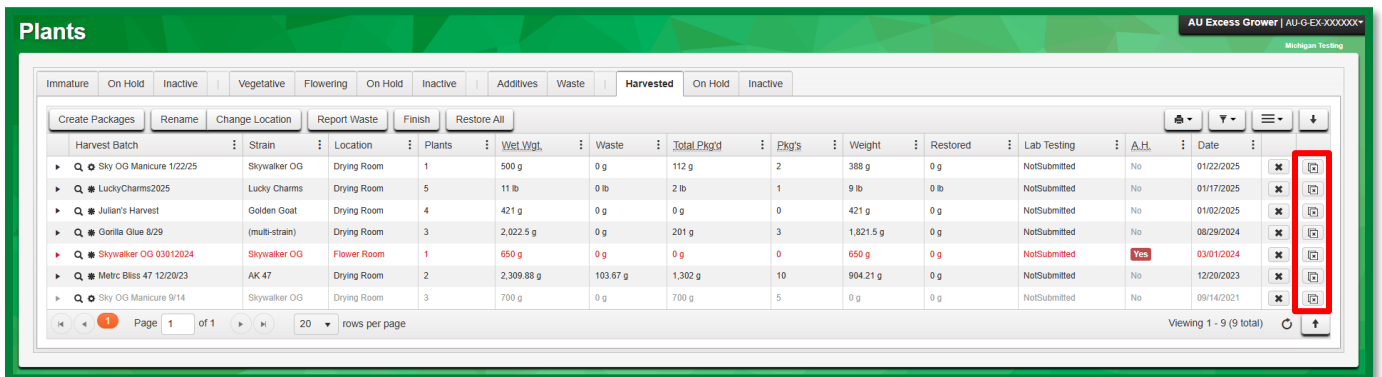 Plants
AU Excess Grower | AU-G-EX-XXXXXX
Michigan Testing
Immature On Hold Inactive | Vegetative Flowering On Hold Inactive | Additives Waste | Harvested On Hold Inactive
Create Packages Rename Change Location Report Waste Finish Restore All
Harvest Batch Strain Location Plants Wet Wgt. Waste Total Pkg'd Pkg's Weight Restored Lab Testing A.H. Date
Sky OG Manicure 1/22/25 Skywalker OG Drying Room 1 500 g 0 g 112 g 2 388 g 0 g NotSubmitted No 01/22/2025
LuckyCharms2025 Lucky Charms Drying Room 5 11 lb 0 lb 2 lb 1 9 lb 0 lb NotSubmitted No 01/17/2025
Julian's Harvest Golden Goat Drying Room 4 421 g 0 g 0 g 0 421 g 0 g NotSubmitted No 01/02/2025
Gorilla Glue 8/29 (multi-strain) Drying Room 3 2,022.5 g 0 g 201 g 3 1,821.5 g 0 g NotSubmitted No 08/29/2024
Skywalker OG 03012024 Skywalker OG Flower Room 1 650 g 0 g 0 g 0 650 g 0 g NotSubmitted Yes 03/01/2024
Metrc Bliss 47 12/20/23 AK 47 Drying Room 2 2,309.88 g 103.67 g 1,302 g 10 904.21 g 0 g NotSubmitted No 12/20/2023
Sky OG Manicure 9/14 Skywalker OG Drying Room 3 700 g 0 g 700 g 5 0 g 0 g NotSubmitted No 09/14/2021
1 Page 1 of 1 20 rows per page Viewing 1 - 9 (9 total)